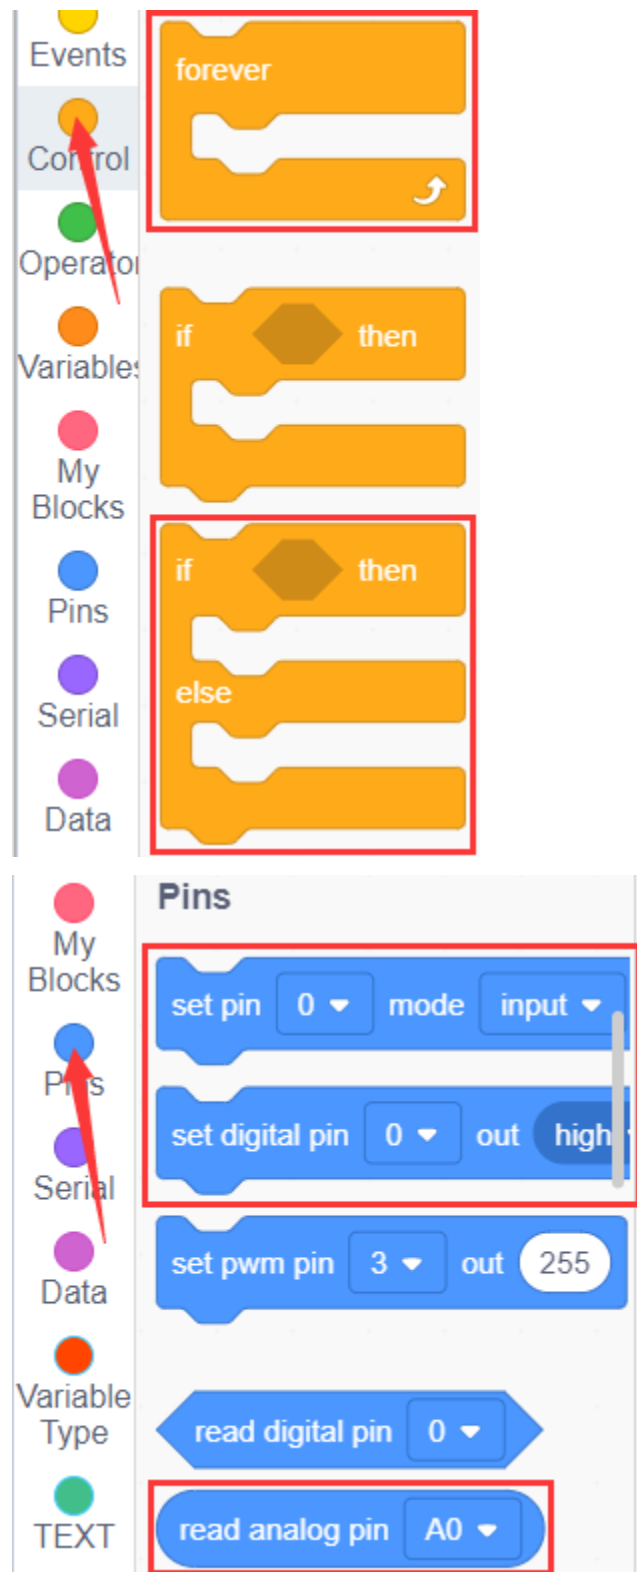 Events
Control
Operator
Variables
My
Blocks
Pins
Serial
Data
forever
if then
if then
else
My
Blocks
Pins
Serial
Data
Variable
Type
TEXT
Pins
set pin 0 mode input
set digital pin 0 out high
set pwm pin 3 out 255
read digital pin 0
read analog pin A0